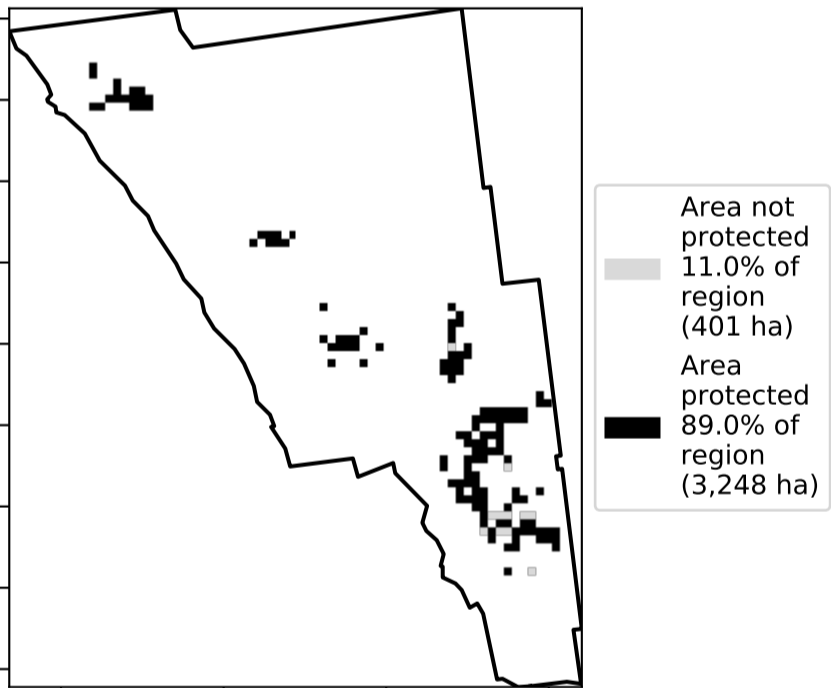 Area not
protected
11.0% of
region
(401 ha)
Area
protected
89.0% of
region
(3,248 ha)